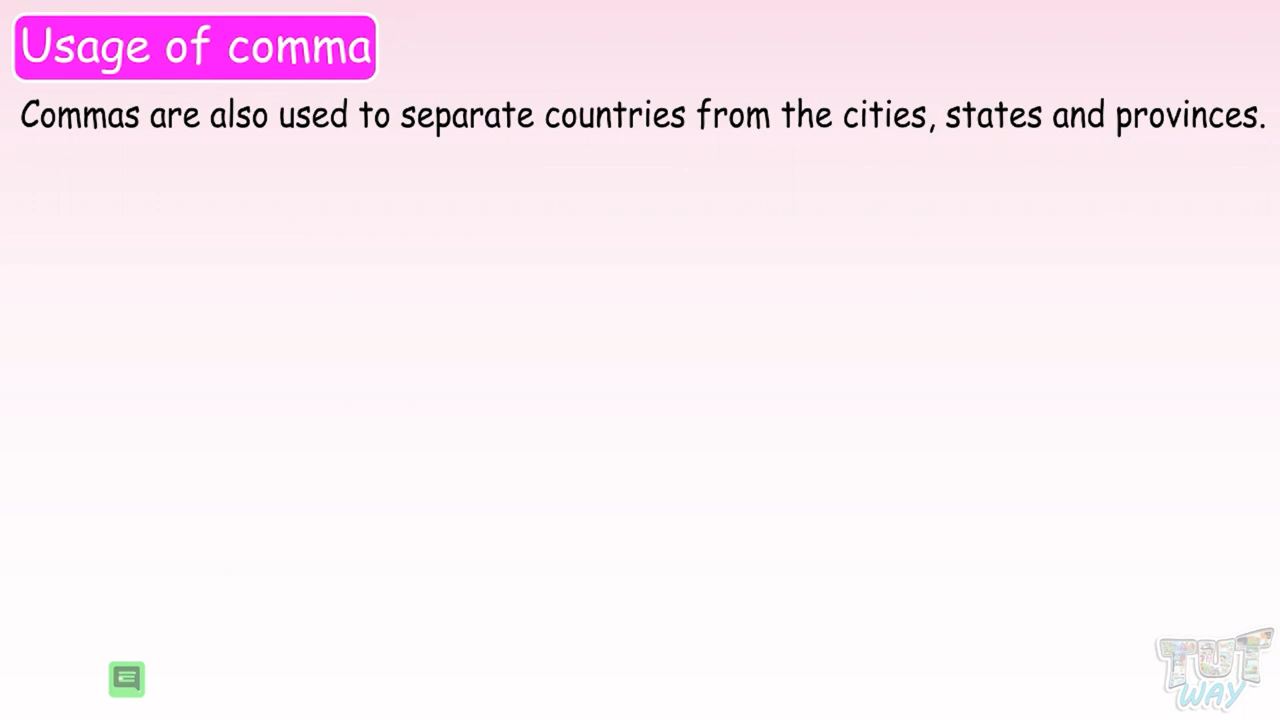 Usage of comma
Commas are also used to separate countries from the cities, states and provinces.
TUT
WAY